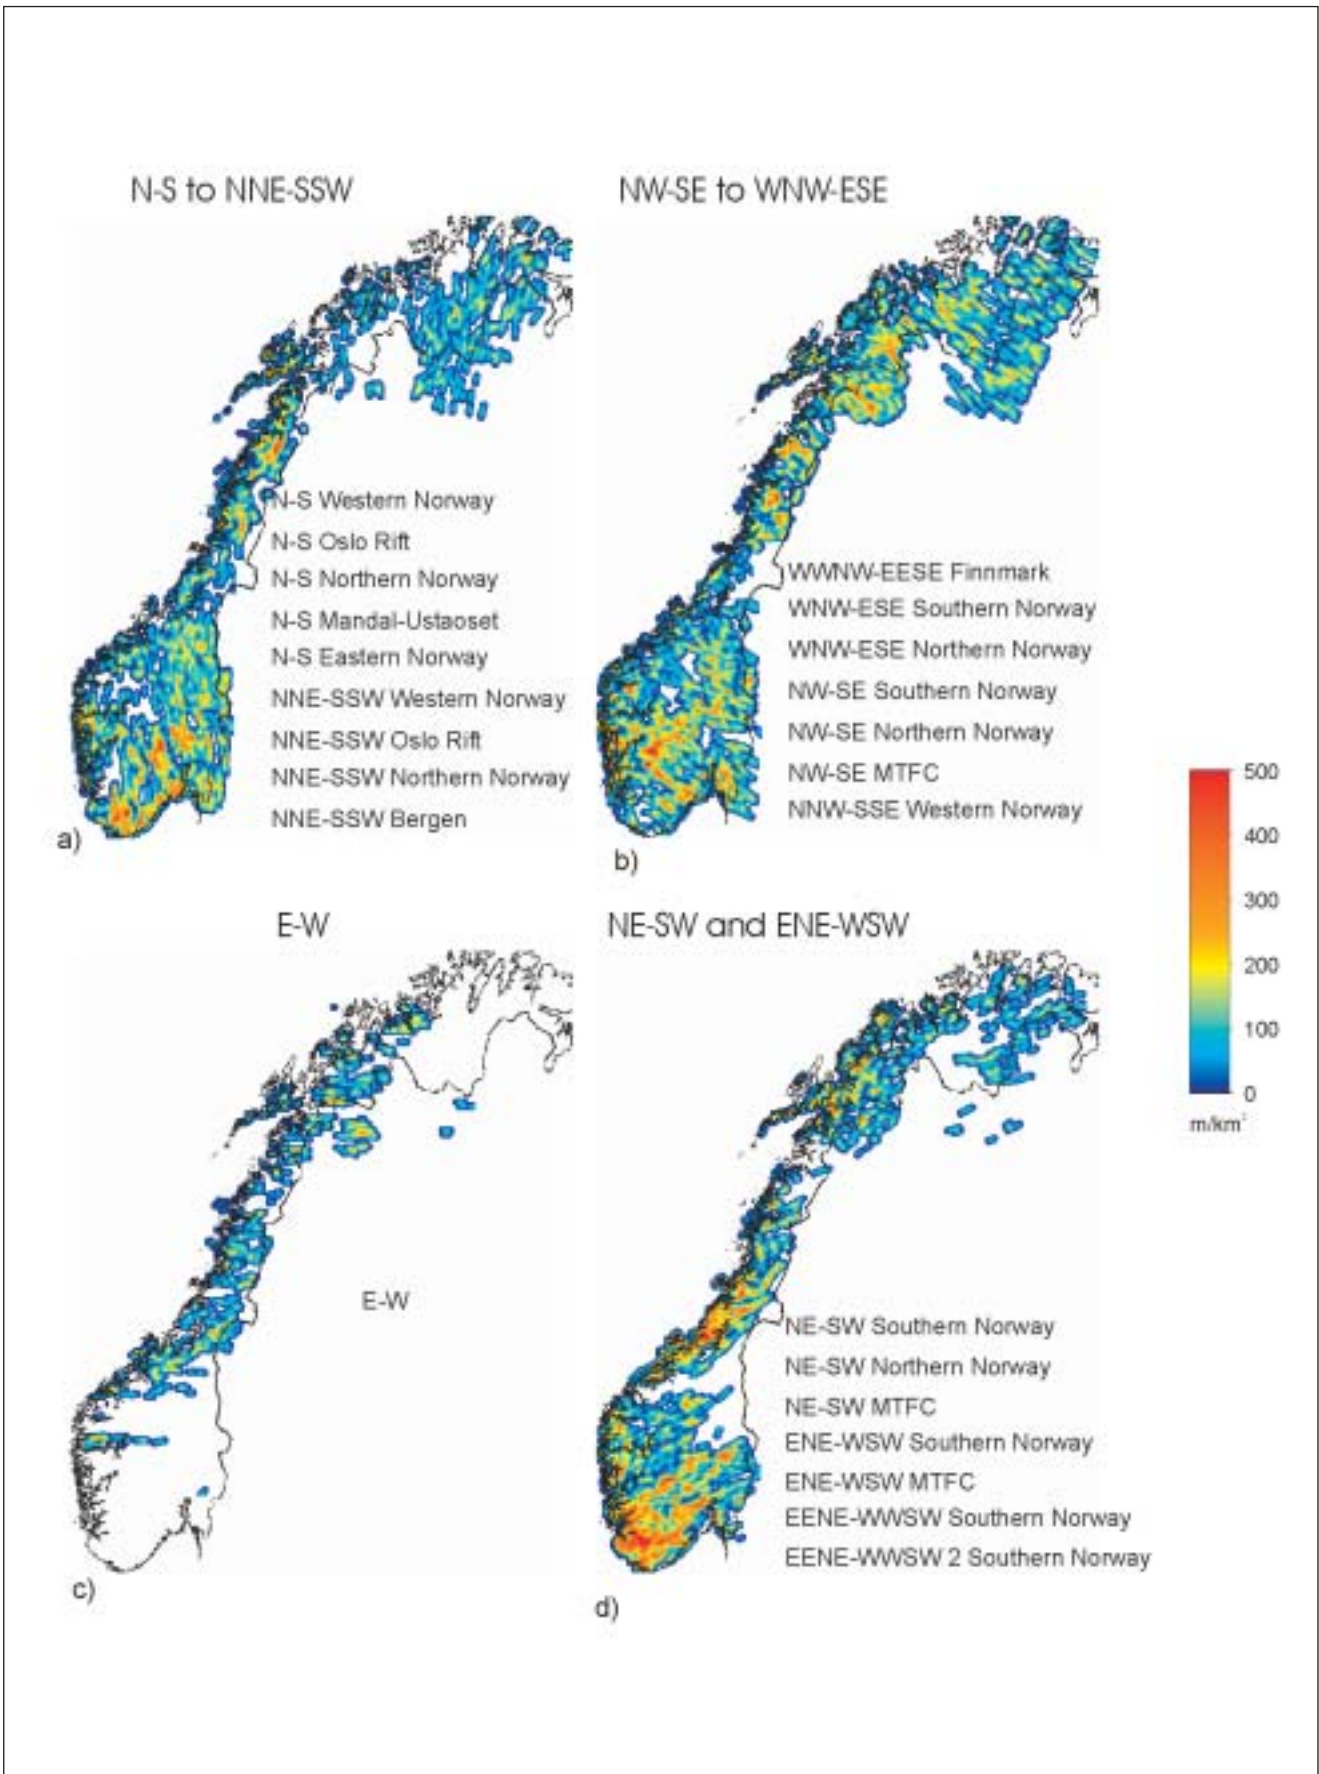 N-S to NNE-SSW
N-S Western Norway
N-S Oslo Rift
N-S Northern Norway
N-S Mandal-Ustaoset
N-S Eastern Norway
NNE-SSW Western Norway
NNE-SSW Oslo Rift
NNE-SSW Northern Norway
NNE-SSW Bergen
a)
NW-SE to WNW-ESE
WWNW-EESE Finnmark
WNW-ESE Southern Norway
WNW-ESE Northern Norway
NW-SE Southern Norway
NW-SE Northern Norway
NW-SE MTFC
NNW-SSE Western Norway
b)
500
400
300
200
100
0
m/km²
E-W
E-W
c)
NE-SW and ENE-WSW
NE-SW Southern Norway
NE-SW Northern Norway
NE-SW MTFC
ENE-WSW Southern Norway
ENE-WSW MTFC
EENE-WWSW Southern Norway
EENE-WWSW 2 Southern Norway
d)